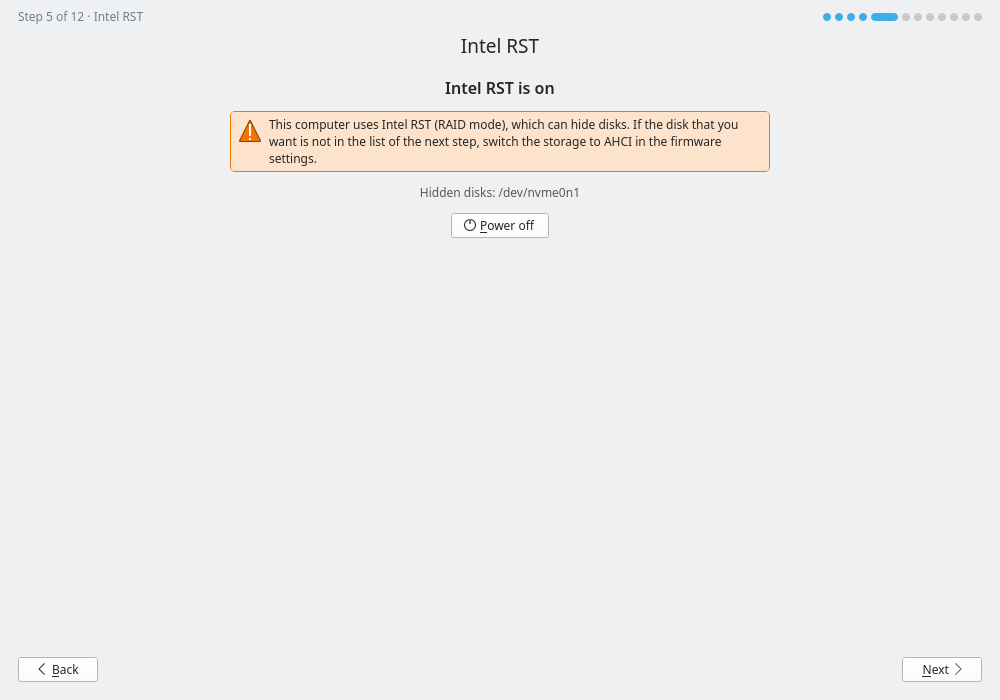 Step 5 of 12 · Intel RST
Intel RST
Intel RST is on
This computer uses Intel RST (RAID mode), which can hide disks. If the disk that you
want is not in the list of the next step, switch the storage to AHCI in the firmware
settings.
Hidden disks: /dev/nvme0n1
Power off
Back
Next